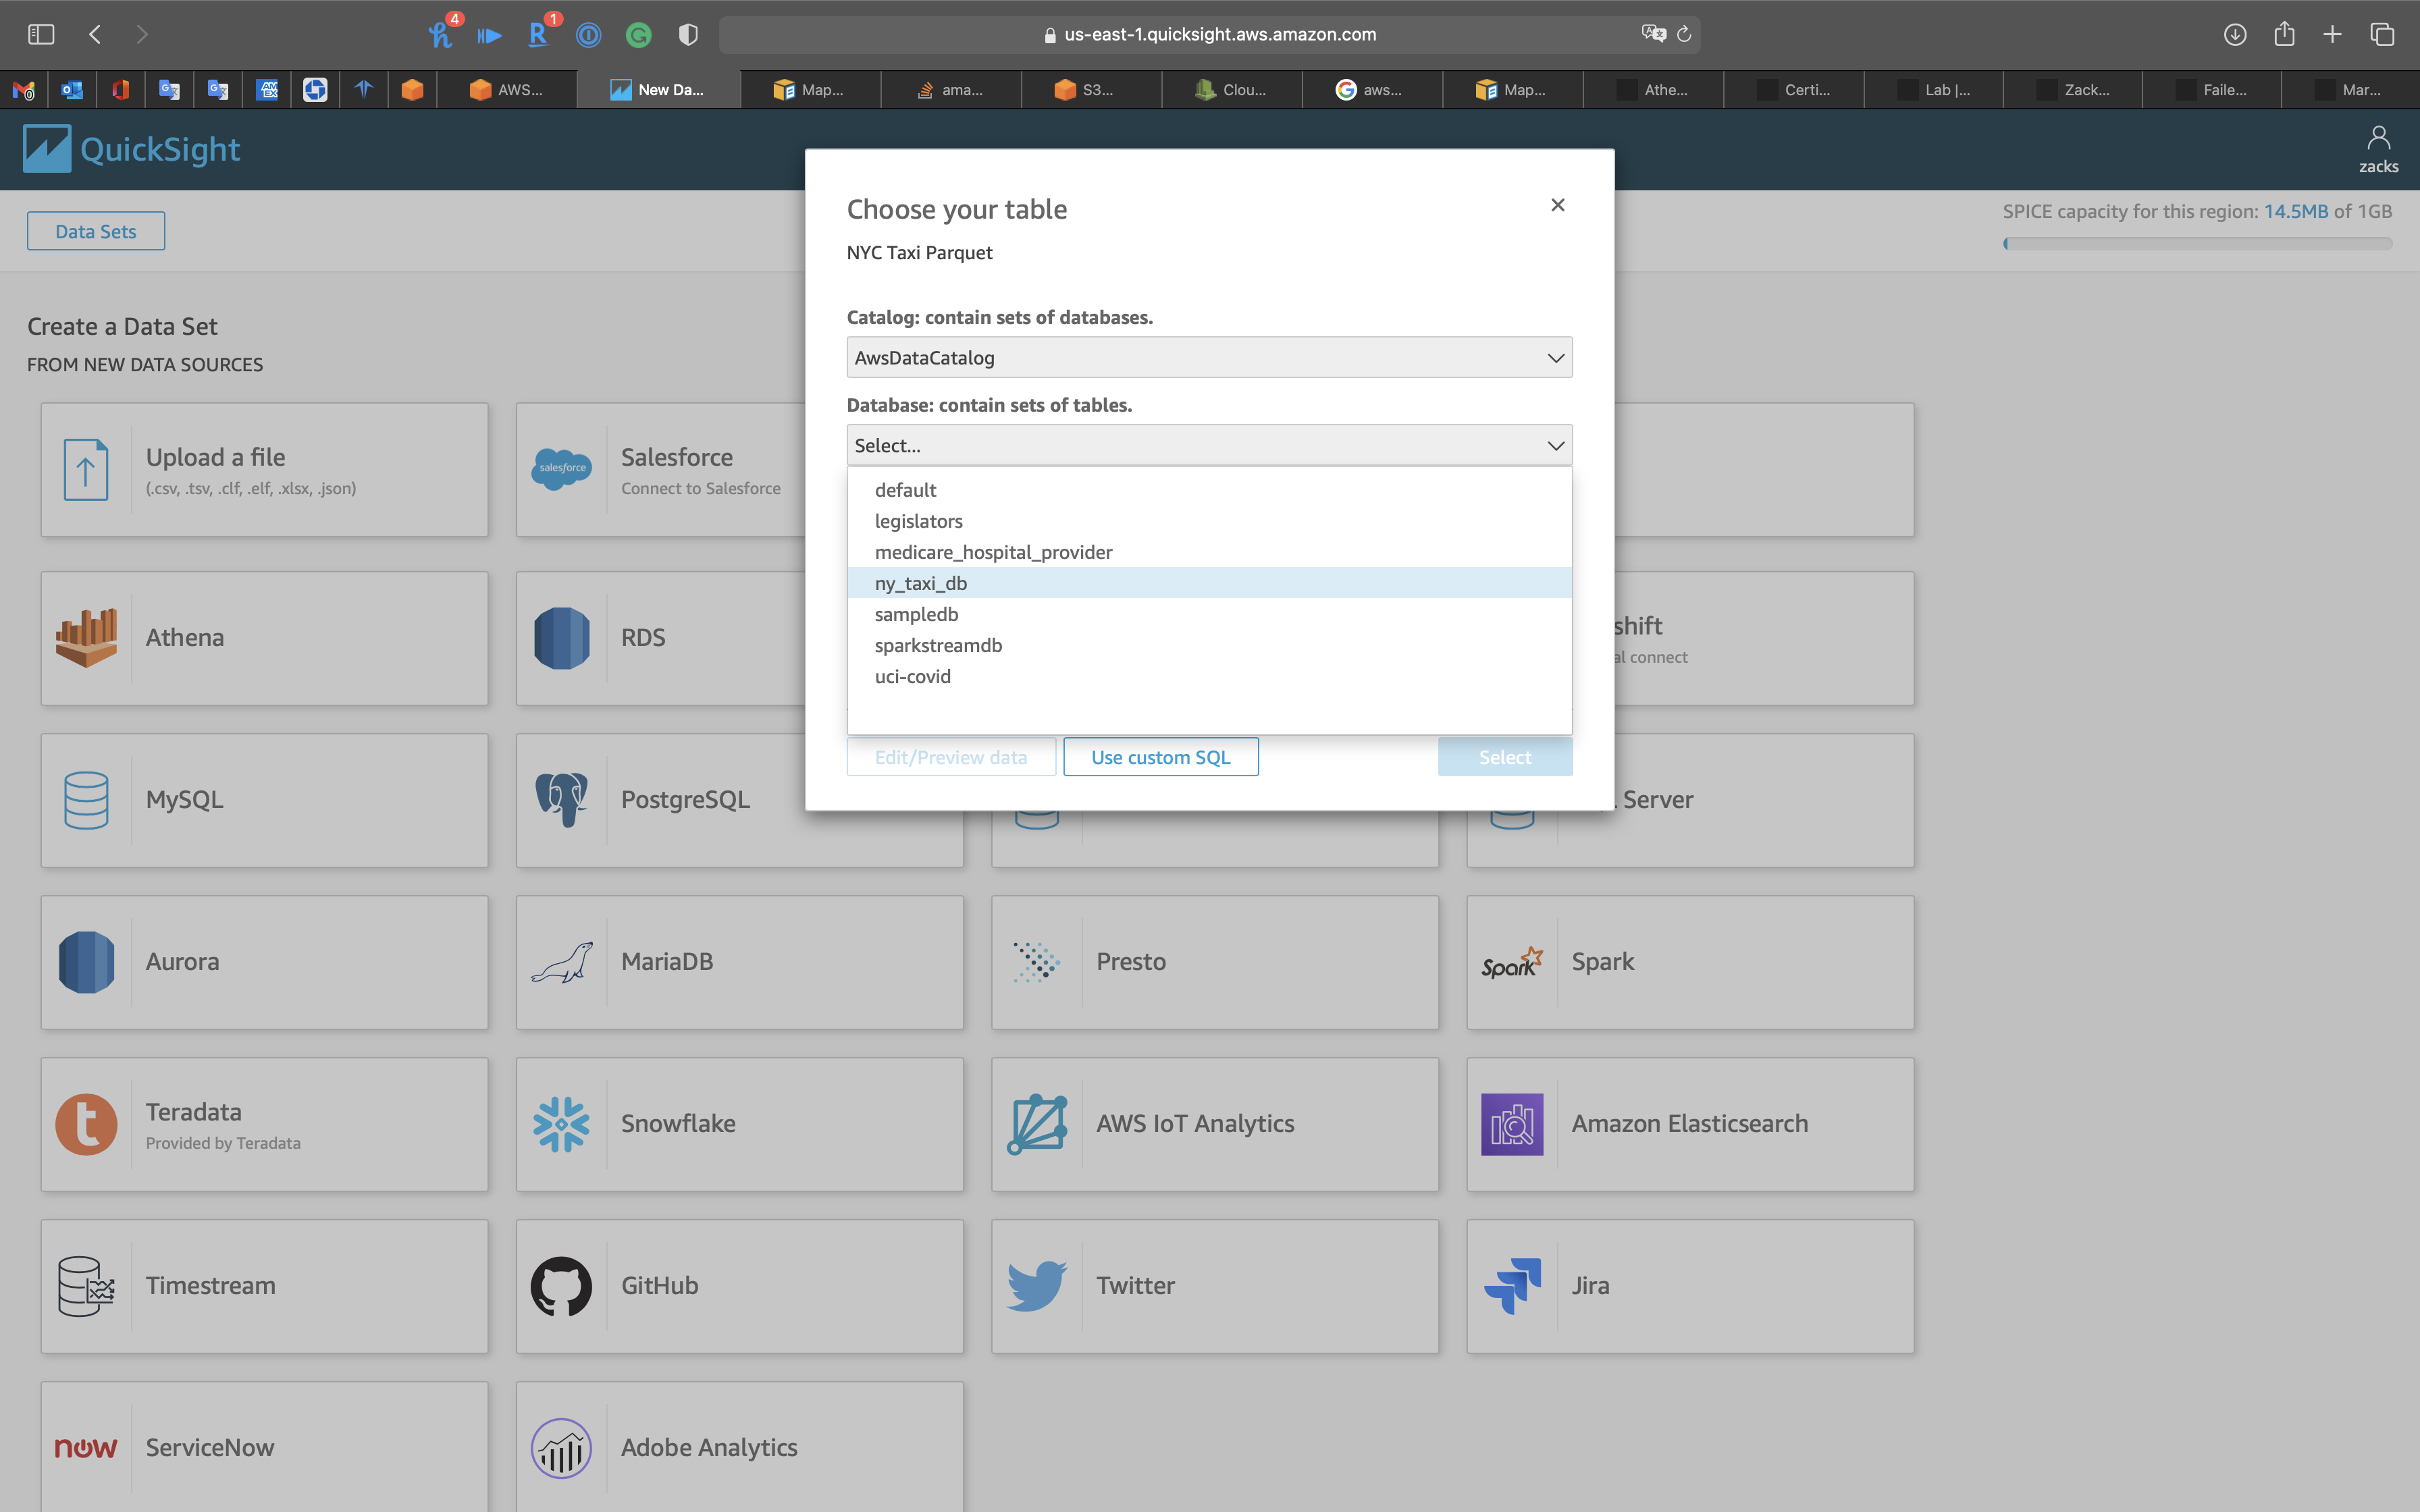 4
1
us-east-1.quicksight.aws.amazon.com
AWS...
New Da...
Map...
ama...
S3...
Clou...
aws...
Map...
Athe...
Certi...
Lab |...
Zack...
Faile...
Mar...
QuickSight
zacks
Data Sets
SPICE capacity for this region: 14.5MB of 1GB
Create a Data Set
FROM NEW DATA SOURCES
Choose your table
NYC Taxi Parquet
Catalog: contain sets of databases.
AwsDataCatalog
Database: contain sets of tables.
Select...
default
legislators
medicare_hospital_provider
ny_taxi_db
sampledb
sparkstreamdb
uci-covid
Edit/Preview data
Use custom SQL
Select
Upload a file
(.csv, .tsv, .clf, .elf, .xlsx, .json)
salesforce
Salesforce
Connect to Salesforce
Athena
RDS
shift
al connect
MySQL
PostgreSQL
Server
Aurora
MariaDB
Presto
Spark
Spark
Teradata
Provided by Teradata
Snowflake
AWS IoT Analytics
Amazon Elasticsearch
Timestream
GitHub
Twitter
Jira
now
ServiceNow
Adobe Analytics